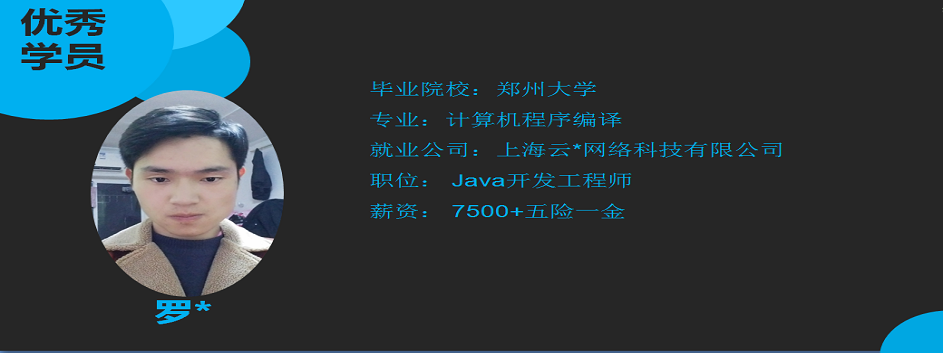 优秀
学员
毕业院校：郑州大学
专业：计算机程序编译
就业公司：上海云*网络科技有限公司
职位： Java开发工程师
薪资： 7500+五险一金
罗*